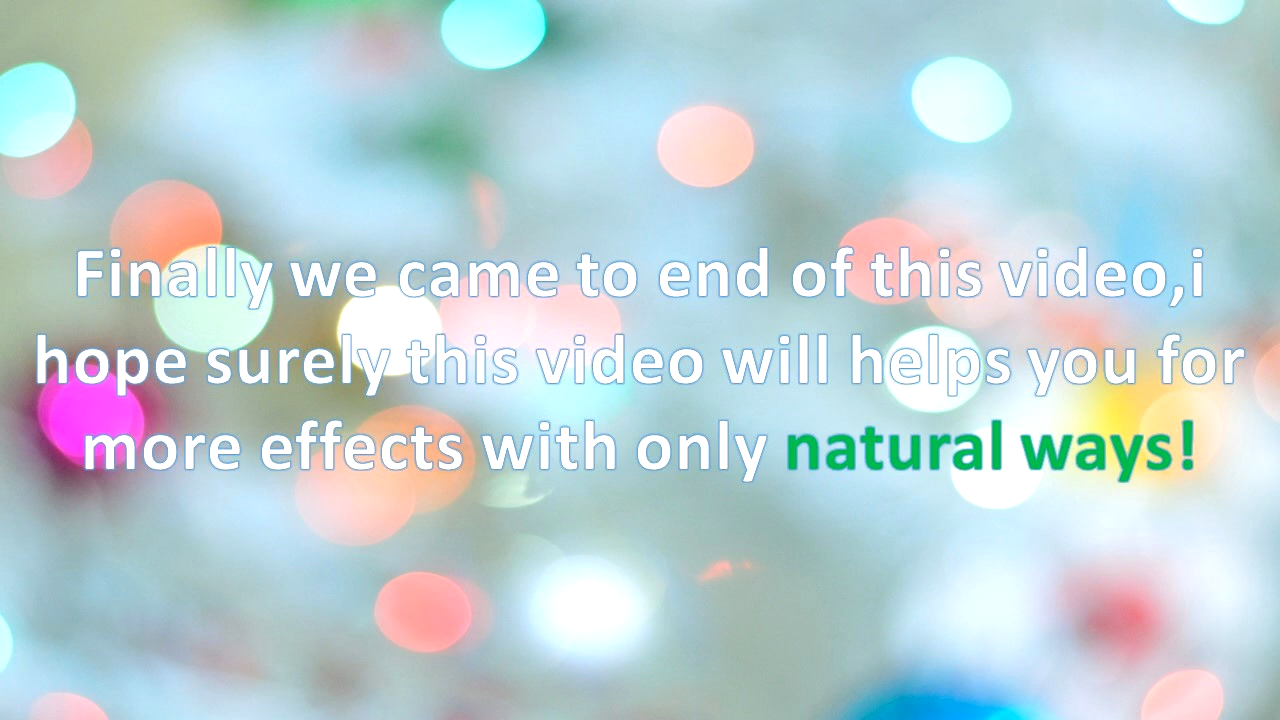 Finally we came to end of this video,i
hope surely this video will helps you for
more effects with only natural ways!